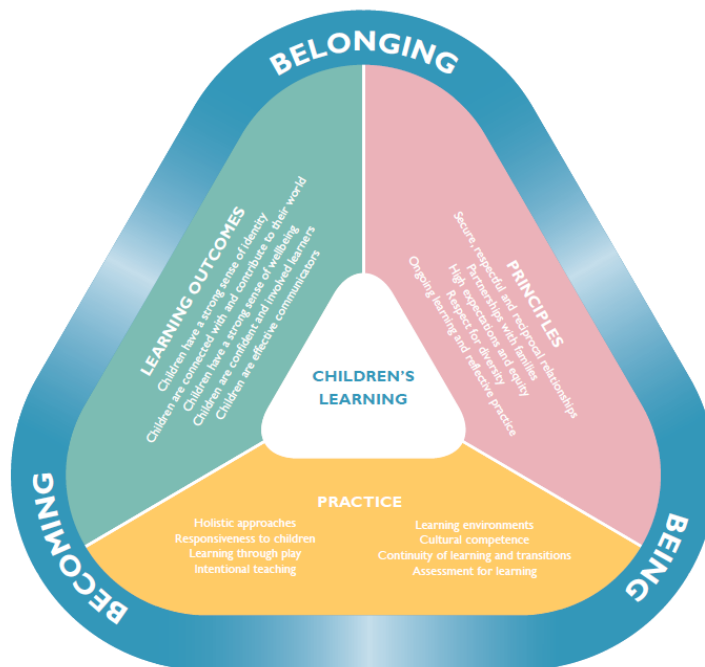 BELONGING
LEARNING OUTCOMES
Children have a strong sense of identity
Children are connected with and contribute to their world
Children have a strong sense of wellbeing
Children are confident and involved learners
Children are effective communicators
PRINCIPLES
Secure, respectful and reciprocal relationships
Partnerships with families
High expectations and equity
Respect for diversity
Ongoing learning and reflective practice
CHILDREN'S
LEARNING
PRACTICE
Holistic approaches
Responsiveness to children
Learning through play
Intentional teaching
Learning environments
Cultural competence
Continuity of learning and transitions
Assessment for learning
BECOMING
BEING